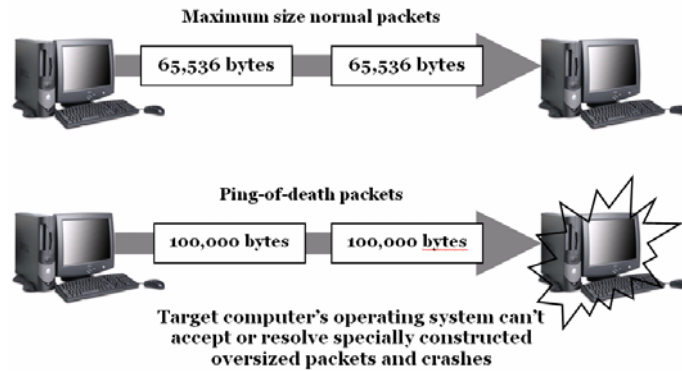 Maximum size normal packets
65,536 bytes
65,536 bytes
Ping-of-death packets
100,000 bytes
100,000 bytes
Target computer's operating system can't
accept or resolve specially constructed
oversized packets and crashes